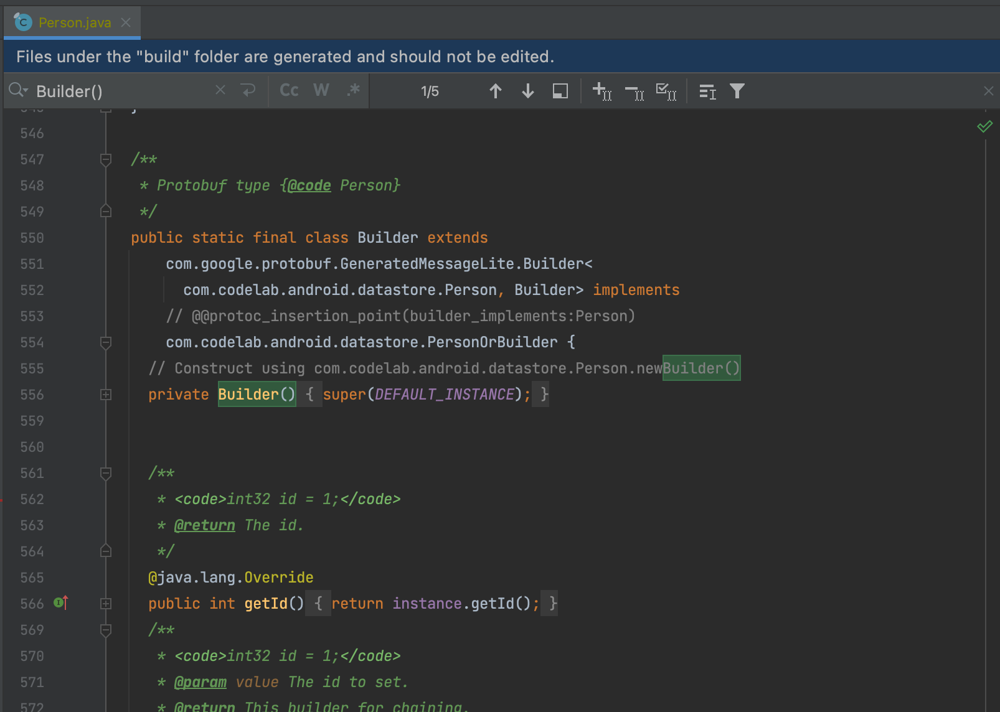 Person.java
Files under the "build" folder are generated and should not be edited.
Builder() Cc W .* 1/5
546
547 /**
548 * Protobuf type {@code Person}
549 */
550 public static final class Builder extends
551 com.google.protobuf.GeneratedMessageLite.Builder<
552 com.codelab.android.datastore.Person, Builder> implements
553 // @@protoc_insertion_point(builder_implements:Person)
554 com.codelab.android.datastore.PersonOrBuilder {
555 // Construct using com.codelab.android.datastore.Person.newBuilder()
556 private Builder() { super(DEFAULT_INSTANCE); }
559
560
561 /**
562 * <code>int32 id = 1;</code>
563 * @return The id.
564 */
565 @java.lang.Override
566 public int getId() { return instance.getId(); }
569 /**
570 * <code>int32 id = 1;</code>
571 * @param value The id to set.
572 * @return This builder for chaining.